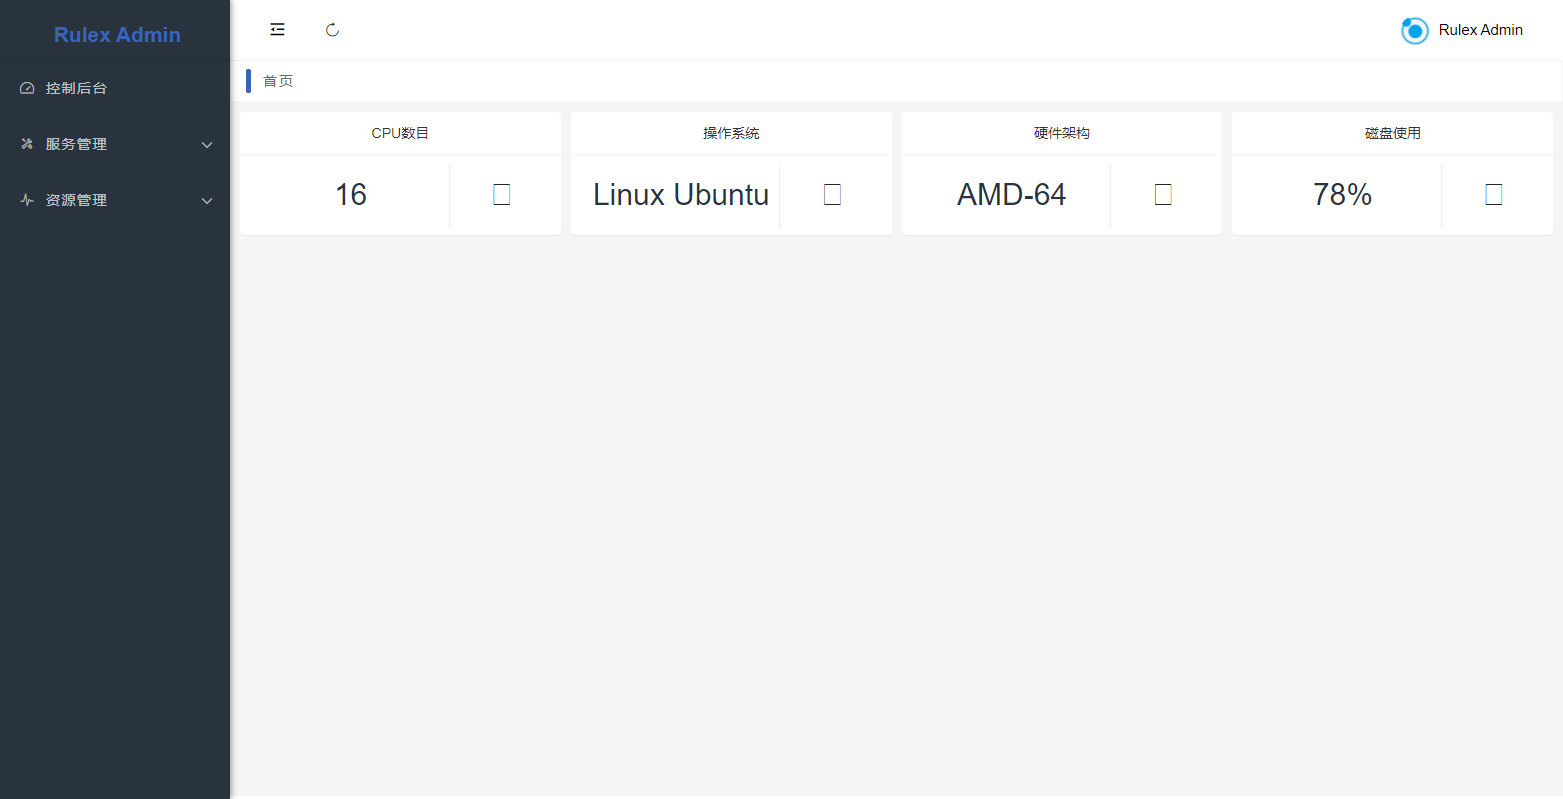 Rulex Admin
控制后台
服务管理
资源管理
Rulex Admin
首页
CPU数目
16
操作系统
Linux Ubuntu
硬件架构
AMD-64
磁盘使用
78%